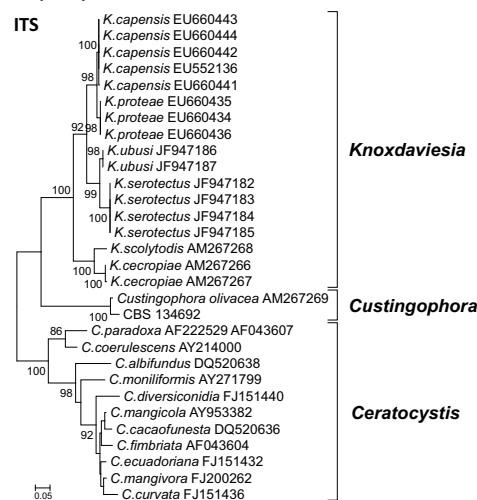 ITS
K.capensis EU660443
K.capensis EU660444
K.capensis EU660442
K.capensis EU552136
K.capensis EU660441
K.proteae EU660435
K.proteae EU660434
K.proteae EU660436
K.ubusi JF947186
K.ubusi JF947187
K.serotectus JF947182
K.serotectus JF947183
K.serotectus JF947184
K.serotectus JF947185
K.scolytodis AM267268
K.cecropiae AM267266
K.cecropiae AM267267
Custingophora olivacea AM267269
CBS 134692
C.paradoxa AF222529 AF043607
C.coerulescens AY214000
C.albifundus DQ520638
C.moniliformis AY271799
C.diversiconidia FJ151440
C.mangicola AY953382
C.cacaofunesta DQ520636
C.fimbriata AF043604
C.ecuadoriana FJ151432
C.mangivora FJ200262
C.curvata FJ151436
Knoxdaviesia
Custingophora
Ceratocystis
100
98
92
98
98
99
100
100
100
100
100
86
100
98
92
0.05